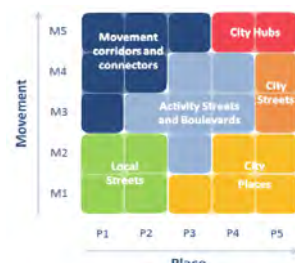 M5
Movement
corridors and
connectors
City Hubs
M4
City
Streets
Movement
M3
Activity Streets
and Boulevards
M2
Local
Streets
City
Places
M1
P1 P2 P3 P4 P5
Place